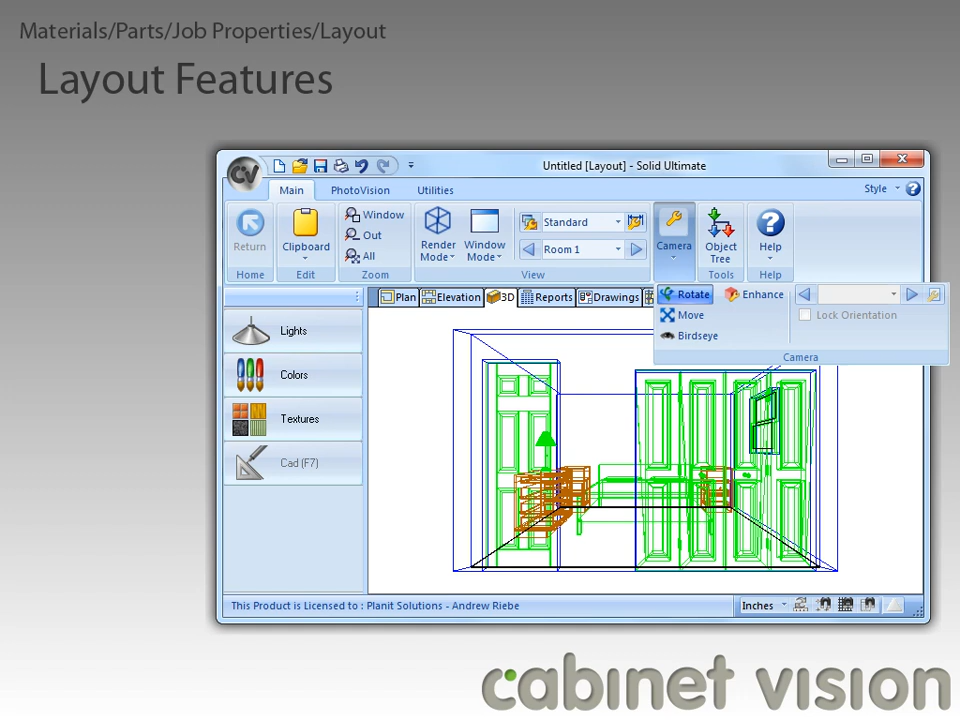 Materials/Parts/Job Properties/Layout
Layout Features
CV
Untitled [Layout] - Solid Ultimate
Main PhotoVision Utilities Style
Return Clipboard Window Out All Render Mode Window Mode Standard Room 1 Camera Object Tree Help
Home Edit Zoom View Tools Help
Plan Elevation 3D Reports Drawings
Rotate Enhance
Move Lock Orientation
Birdseye
Camera
Lights
Colors
Textures
Cad (F7)
This Product is Licensed to : Planit Solutions - Andrew Riebe Inches
cabinet vision